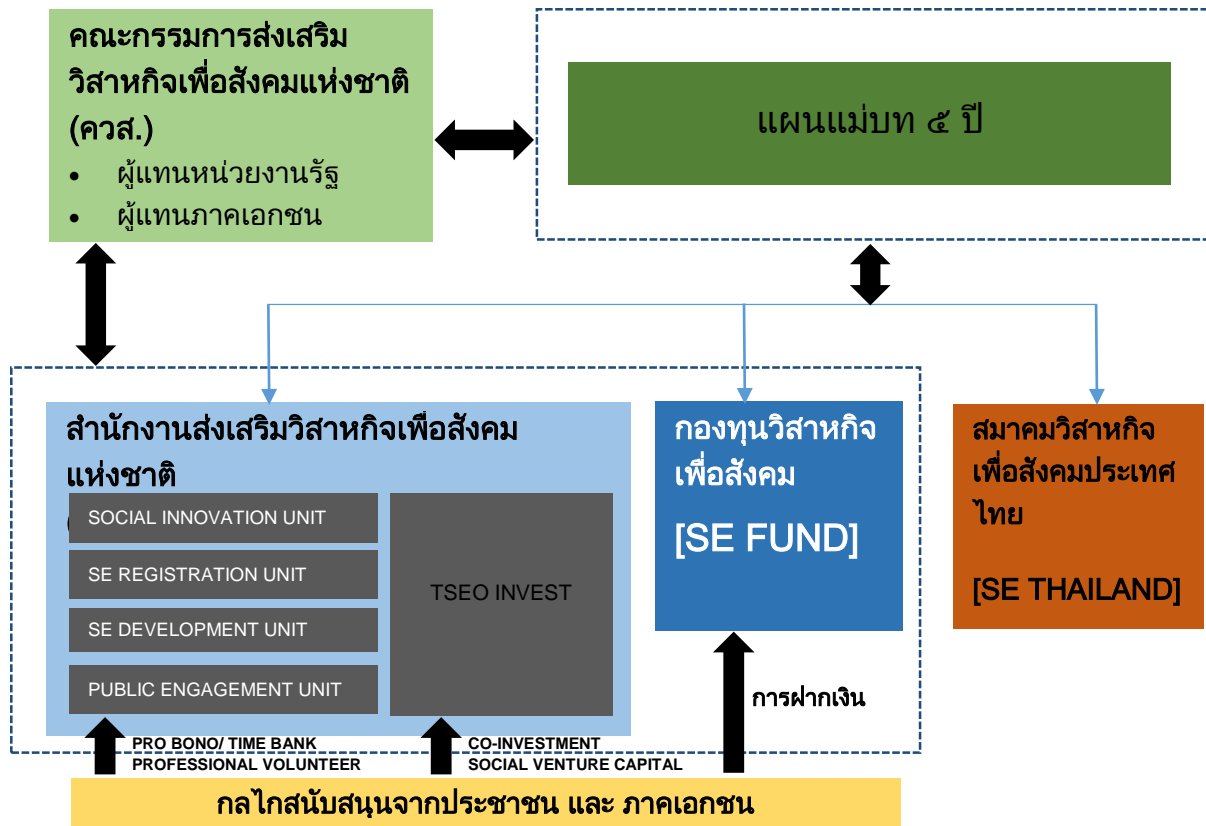 คณะกรรมการส่งเสริม
วิสาหกิจเพื่อสังคมแห่งชาติ
(ควส.)
• ผู้แทนหน่วยงานรัฐ
• ผู้แทนภาคเอกชน
แผนแม่บท ๕ ปี
สำนักงานส่งเสริมวิสาหกิจเพื่อสังคม
แห่งชาติ
(
SOCIAL INNOVATION UNIT
SE REGISTRATION UNIT
SE DEVELOPMENT UNIT
PUBLIC ENGAGEMENT UNIT
TSEO INVEST
กองทุนวิสาหกิจ
เพื่อสังคม
[SE FUND]
สมาคมวิสาหกิจ
เพื่อสังคมประเทศ
ไทย
[SE THAILAND]
การฝากเงิน
PRO BONO/ TIME BANK
PROFESSIONAL VOLUNTEER
CO-INVESTMENT
SOCIAL VENTURE CAPITAL
กลไกสนับสนุนจากประชาชน และ ภาคเอกชน